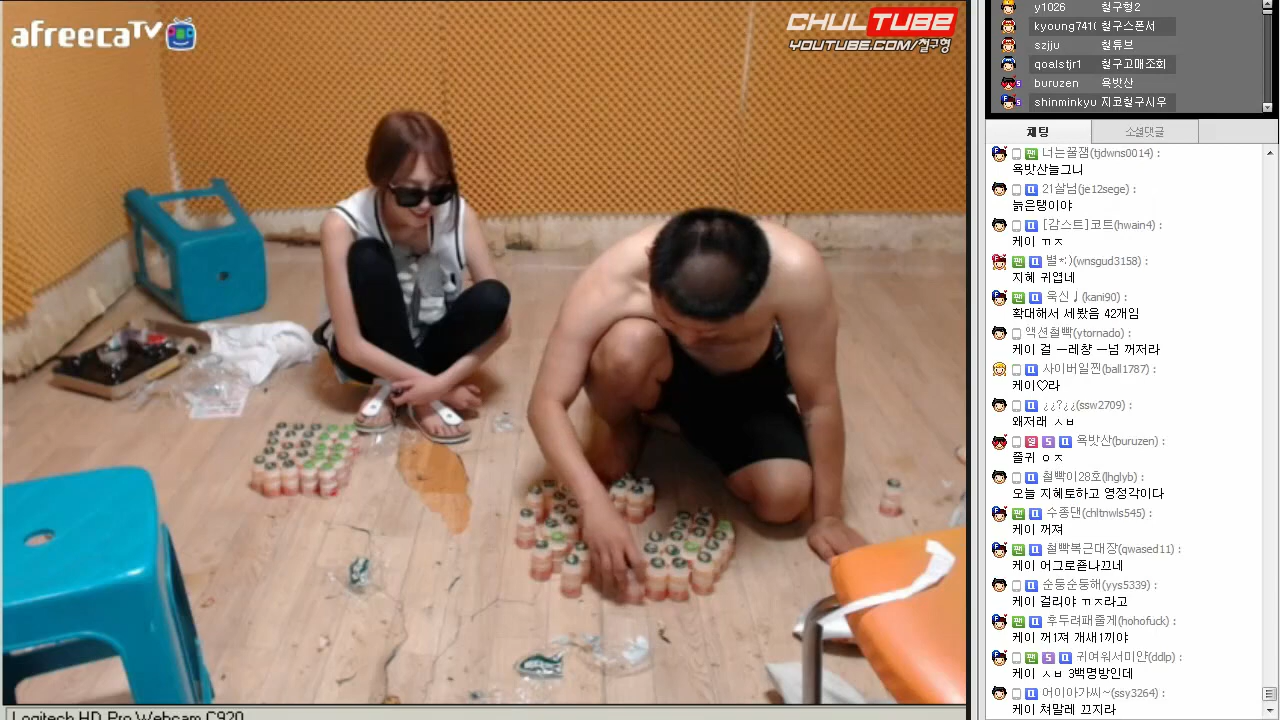 afreecaTV
CHULTUBE
YOUTUBE.COM/철구형
y1026 철구형2
kyoung7410 철구스폰서
szjju 철튜브
goalstjr1 철구고매조회
buruzen 욕밧산
shinminkyu 지코철구시우
채팅 소셜댓글
너는꿀잼(tjdwns0014) :
욕밧산늘그니
21살님(je12sege) :
늙은탱이야
[감스트]코트(hwain4) :
케이 ㄲㅈ
별*:)(wnsgud3158) :
지혜 귀엽네
옥신♩(kani90) :
확대해서 세봤음 42개임
액션철빡(ytornado) :
케이 걸 ㅡ레챵 ㅡ넘 꺼저라
사이버일찐(ball1787) :
케이♡라
¿¿?¿¿(ssw2709) :
왜저래 ㅅㅂ
욕밧산(buruzen) :
즐귀 ㅇㅈ
철빡이28호(lhglyb) :
오늘 지혜토하고 영정각이다
수종댄(chltnwls545) :
케이 꺼져
철빡복근대장(qwased11) :
케이 어그로쫀나끄네
순둥순둥해(yys5339) :
케이 걸리야 ㄲㅈ라고
후두려패줄게(hohofuck) :
케이 꺼1져 개새1끼야
귀여워서미얀(ddlp) :
케이 ㅅㅂ 3백명방인데
어이아가씨~(ssy3264) :
케이 처말레 끄지라
Logitech HD Pro Webcam C920